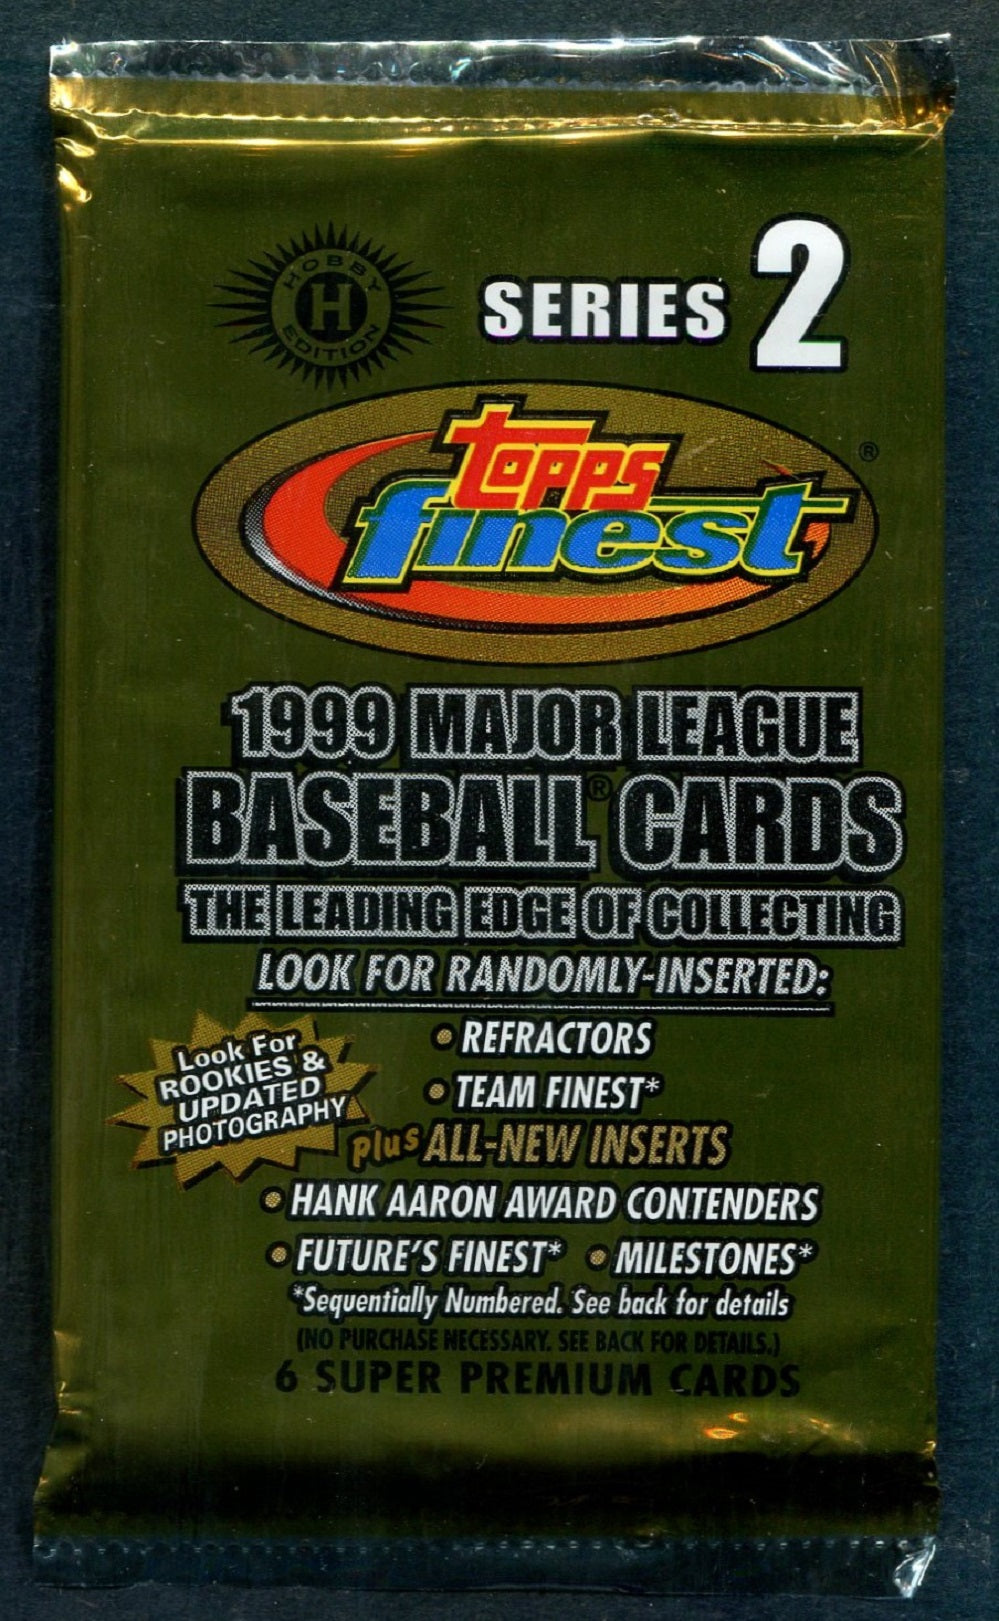 HOBBY
H
EDITION
SERIES 2
topps
finest®
1999 MAJOR LEAGUE
BASEBALL® CARDS
THE LEADING EDGE OF COLLECTING
LOOK FOR RANDOMLY-INSERTED:
• REFRACTORS
• TEAM FINEST*
Look For
ROOKIES &
UPDATED
PHOTOGRAPHY
plus ALL-NEW INSERTS
• HANK AARON AWARD CONTENDERS
• FUTURE'S FINEST* • MILESTONES*
*Sequentially Numbered. See back for details
(NO PURCHASE NECESSARY. SEE BACK FOR DETAILS.)
6 SUPER PREMIUM CARDS